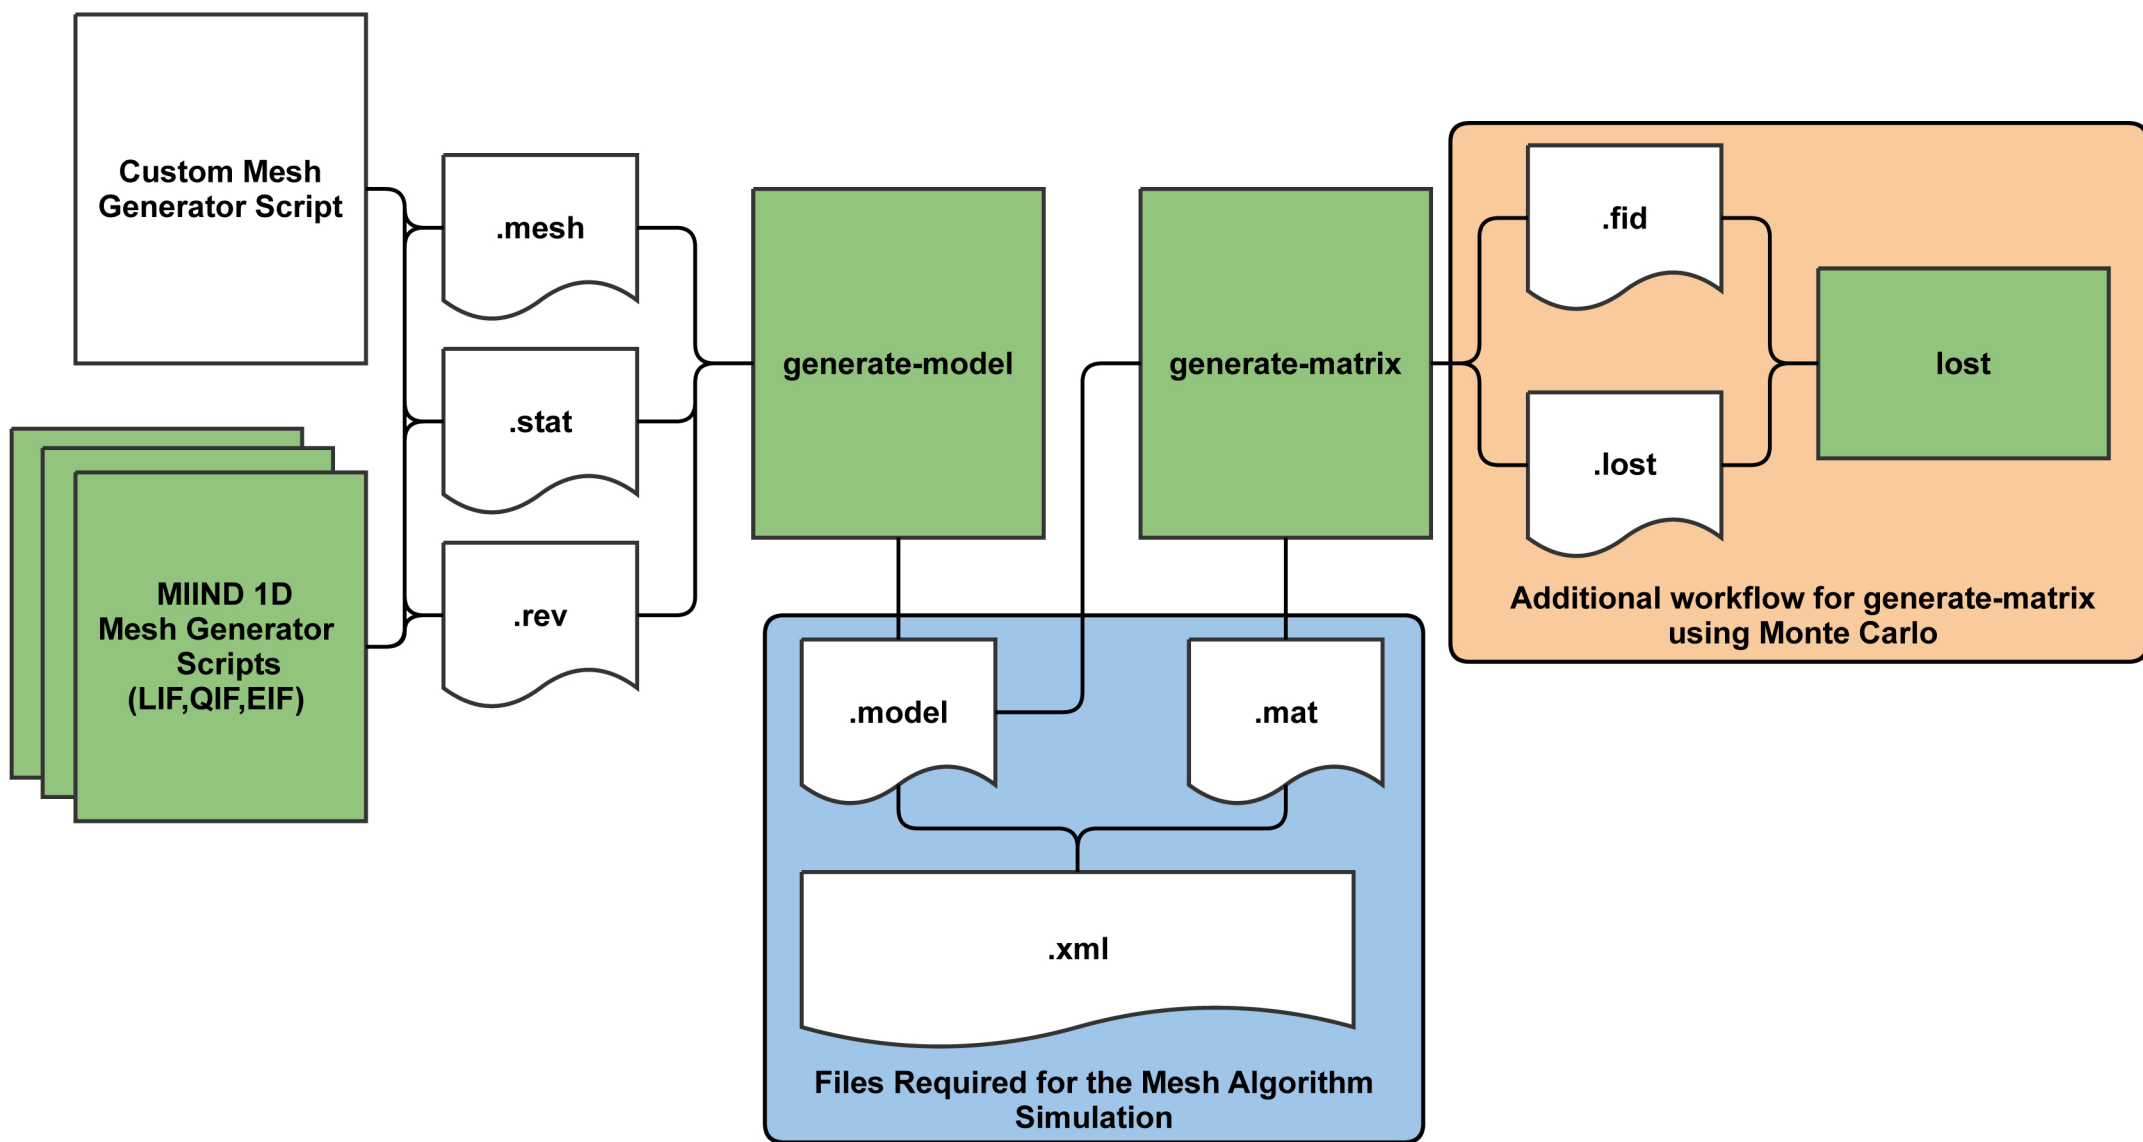 Custom Mesh
Generator Script
MIIND 1D
Mesh Generator
Scripts
(LIF,QIF,EIF)
.mesh
.stat
.rev
generate-model
generate-matrix
.fid
.lost
lost
Additional workflow for generate-matrix
using Monte Carlo
.model
.mat
.xml
Files Required for the Mesh Algorithm
Simulation